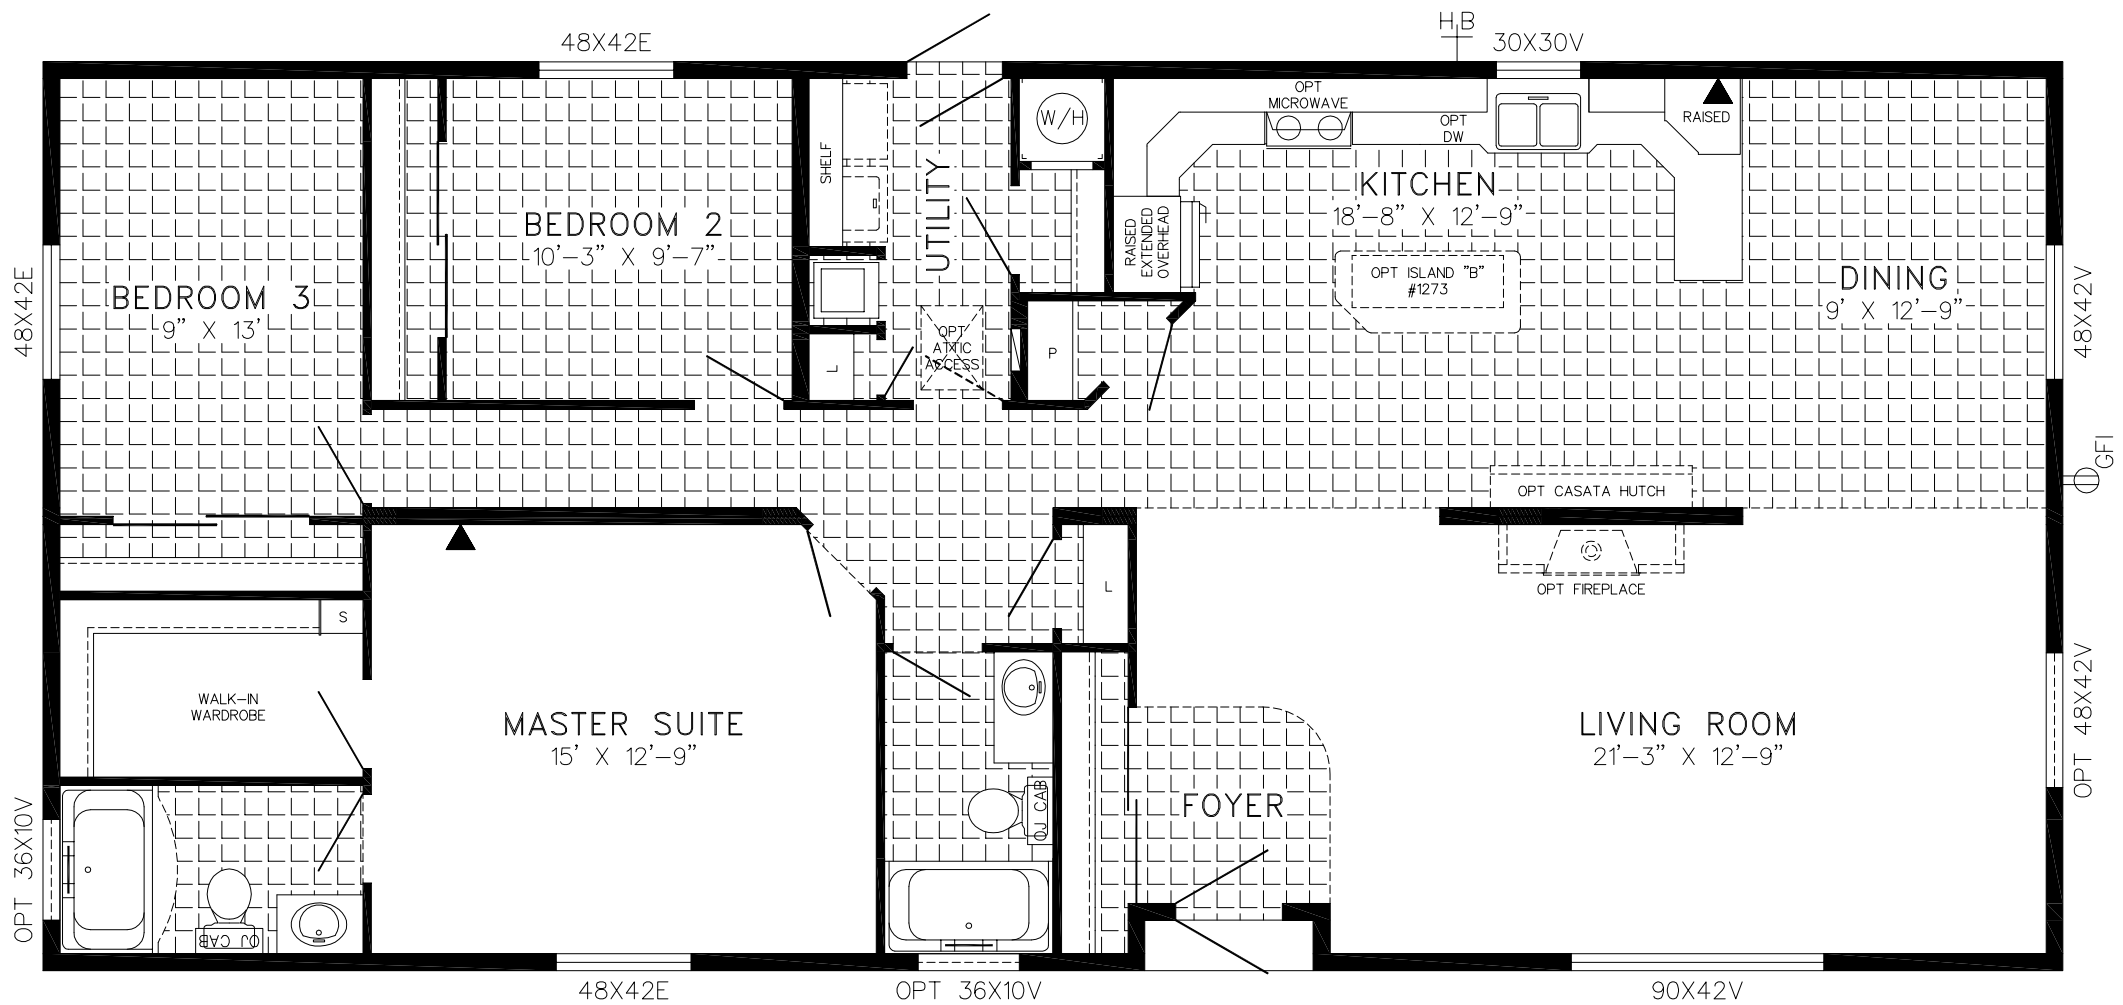 48X42E
H B
30X30V
OPT
MICROWAVE
OPT
DW
RAISED
W/H
SHELF
UTILITY
KITCHEN
18'-8" X 12'-9"
BEDROOM 2
10'-3" X 9'-7"
RAISED
EXTENDED
OVERHEAD
OPT ISLAND "B"
#1273
DINING
9' X 12'-9"
BEDROOM 3
9" X 13'
48X42E
48X42V
OPT
ATTIC
ACCESS
P
L
GFI
OPT CASATA HUTCH
OPT FIREPLACE
L
S
WALK-IN
WARDROBE
MASTER SUITE
15' X 12'-9"
LIVING ROOM
21'-3" X 12'-9"
OPT 48X42V
FOYER
OJ CAB
OPT 36X10V
OJ CAB
48X42E
OPT 36X10V
90X42V